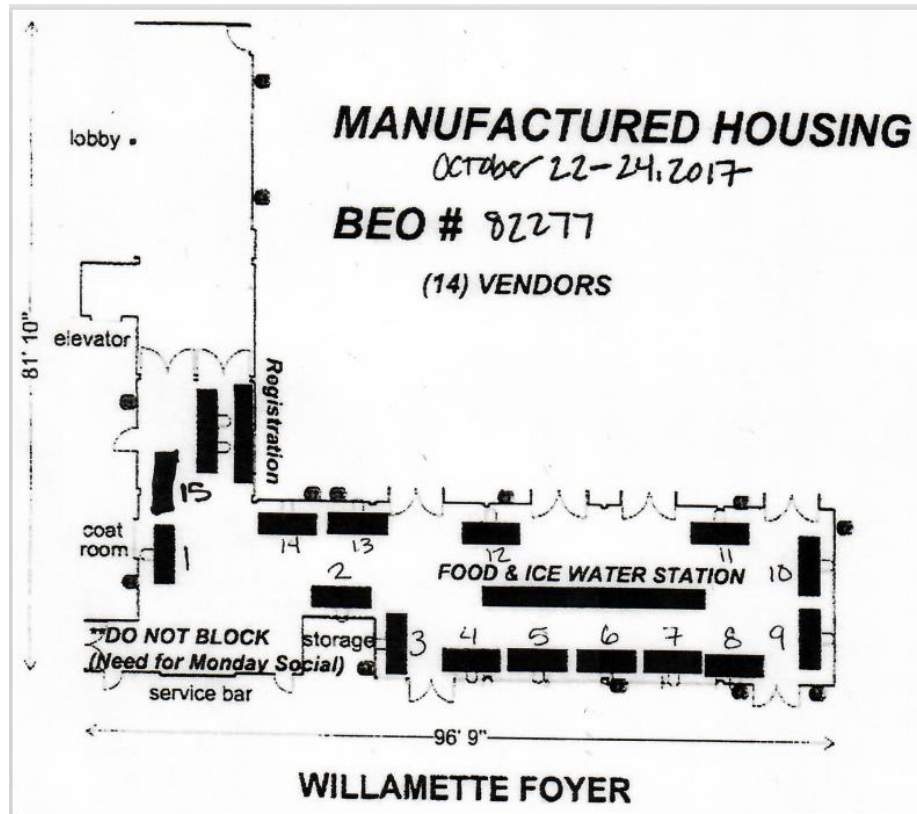 MANUFACTURED HOUSING
October 22-24, 2017
BEO # 82277
(14) VENDORS
lobby
elevator
81' 10"
Registration
15
coat
room
1
14
13
12
11
2
FOOD & ICE WATER STATION
10
**DO NOT BLOCK
(Need for Monday Social)
storage
3
4
5
6
7
8
9
service bar
96' 9"
WILLAMETTE FOYER